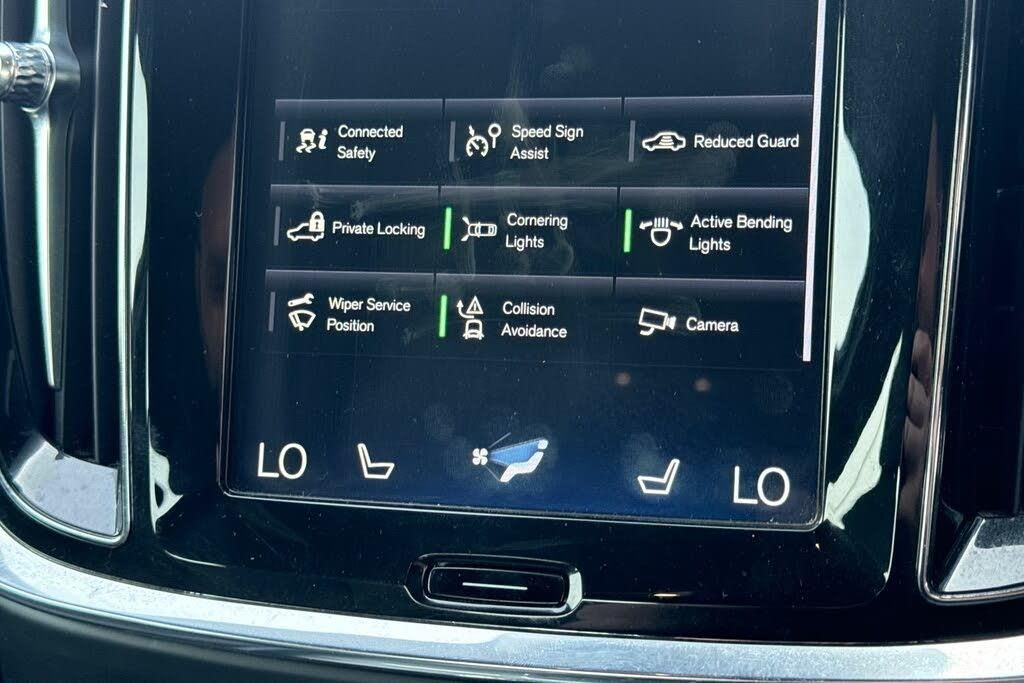 Connected
Safety
Speed Sign
Assist
Reduced Guard
Private Locking
Cornering
Lights
Active Bending
Lights
Wiper Service
Position
Collision
Avoidance
Camera
LO
LO